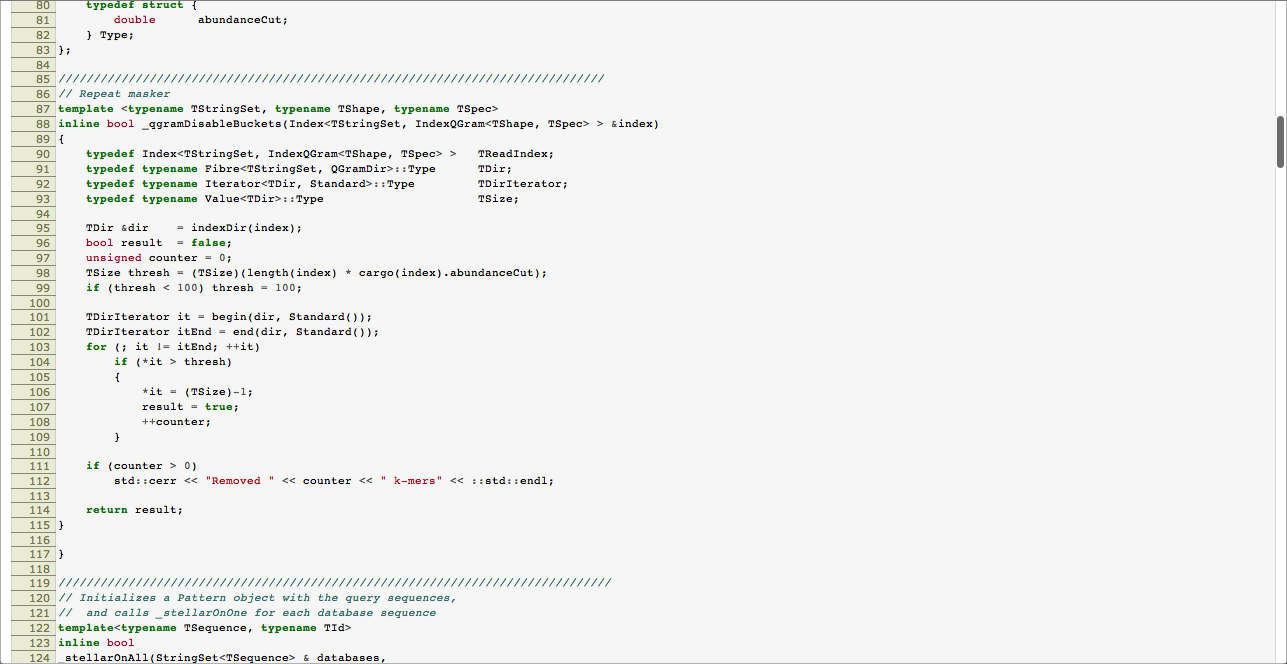 80 typedef struct {
81 double abundanceCut;
82 } Type;
83 };
84
85 //////////////////////////////////////////////////////////////////////////////
86 // Repeat masker
87 template <typename TStringSet, typename TShape, typename TSpec>
88 inline bool _qgramDisableBuckets(Index<TStringSet, IndexQGram<TShape, TSpec> > &index)
89 {
90 typedef Index<TStringSet, IndexQGram<TShape, TSpec> > TReadIndex;
91 typedef typename Fibre<TStringSet, QGramDir>::Type TDir;
92 typedef typename Iterator<TDir, Standard>::Type TDirIterator;
93 typedef typename Value<TDir>::Type TSize;
94
95 TDir &dir = indexDir(index);
96 bool result = false;
97 unsigned counter = 0;
98 TSize thresh = (TSize)(length(index) * cargo(index).abundanceCut);
99 if (thresh < 100) thresh = 100;
100
101 TDirIterator it = begin(dir, Standard());
102 TDirIterator itEnd = end(dir, Standard());
103 for (; it != itEnd; ++it)
104 if (*it > thresh)
105 {
106 *it = (TSize)-1;
107 result = true;
108 ++counter;
109 }
110
111 if (counter > 0)
112 std::cerr << "Removed " << counter << " k-mers" << ::std::endl;
113
114 return result;
115 }
116
117 }
118
119 ///////////////////////////////////////////////////////////////////////////////
120 // Initializes a Pattern object with the query sequences,
121 // and calls _stellarOnOne for each database sequence
122 template<typename TSequence, typename TId>
123 inline bool
124 _stellarOnAll(StringSet<TSequence> & databases,